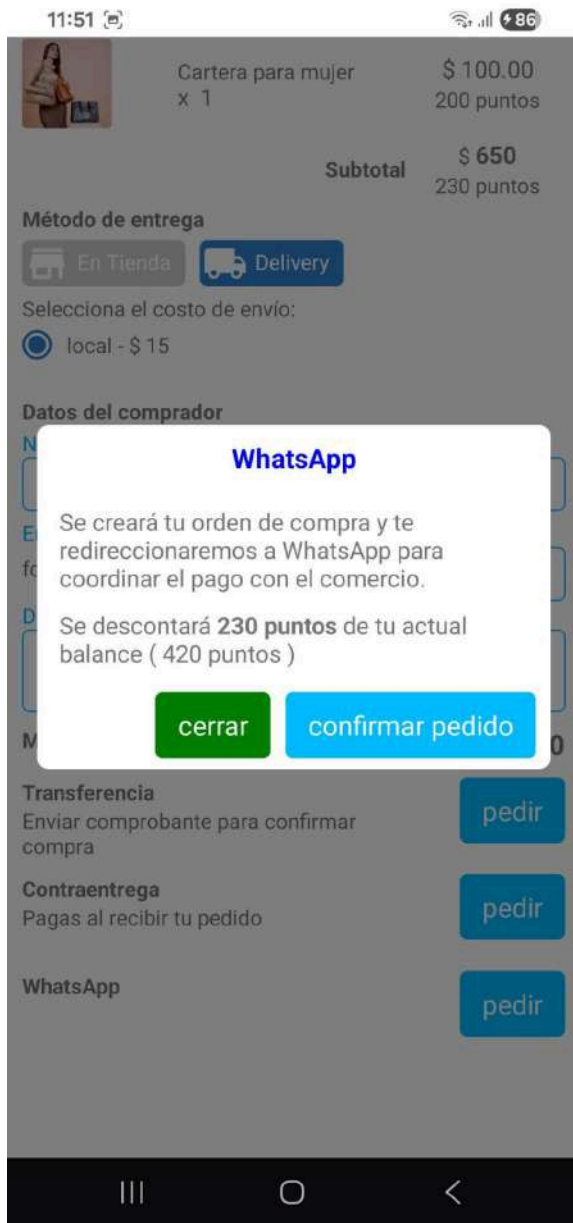 11:51
86
Cartera para mujer $ 100.00
x 1 200 puntos
Subtotal $ 650
230 puntos
Método de entrega
En Tienda Delivery
Selecciona el costo de envío:
local - $ 15
Datos del comprador
N
WhatsApp
Se creará tu orden de compra y te
redireccionaremos a WhatsApp para
coordinar el pago con el comercio.
Se descontará 230 puntos de tu actual
balance ( 420 puntos )
cerrar confirmar pedido
M 0
Transferencia
Enviar comprobante para confirmar
compra
pedir
Contraentrega
Pagas al recibir tu pedido
pedir
WhatsApp
pedir